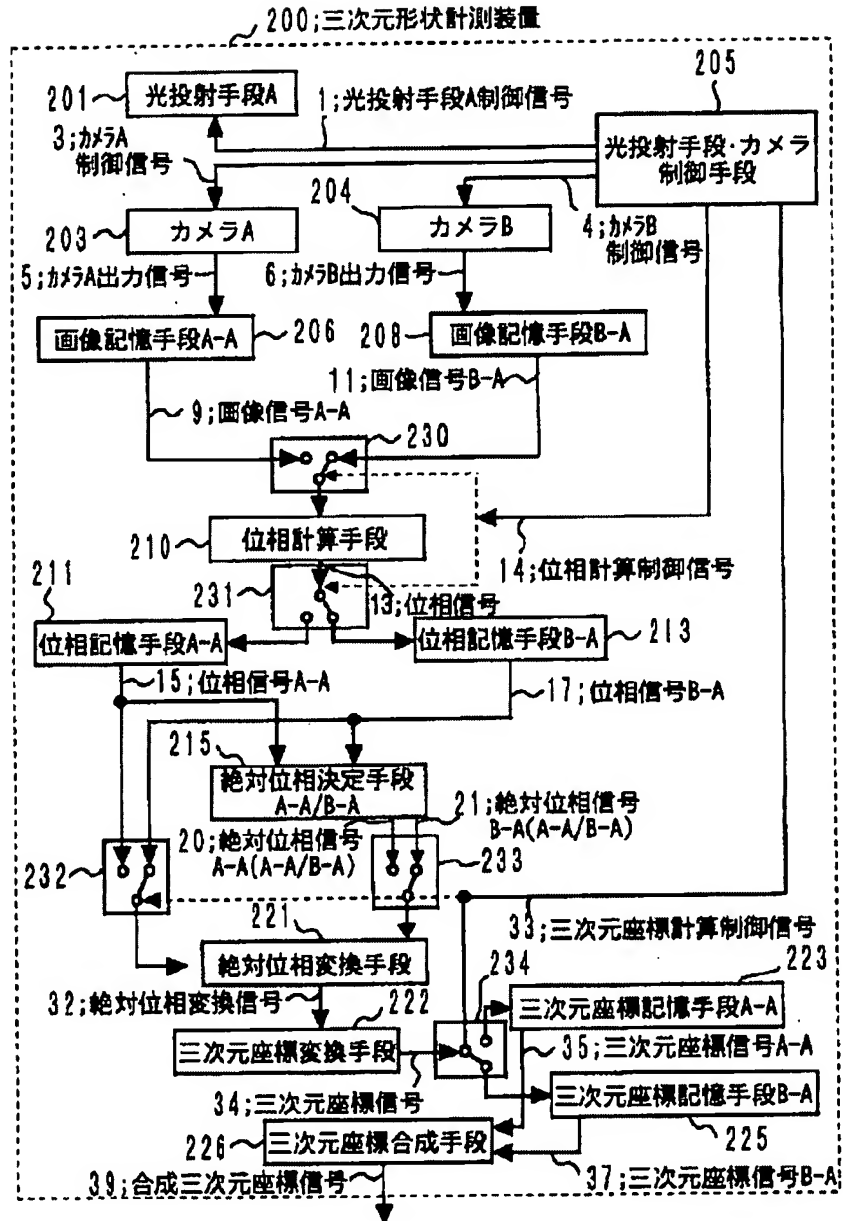 200;三次元形状計測装置
201
光投射手段A
1;光投射手段A制御信号
205
光投射手段・カメラ
制御手段
3;カメラA
制御信号
203
カメラA
204
カメラB
4;カメラB
制御信号
5;カメラA出力信号
6;カメラB出力信号
画像記憶手段A-A
206
208
画像記憶手段B-A
11;画像信号B-A
9;画像信号A-A
230
210
位相計算手段
14;位相計算制御信号
211
231
13;位相信号
位相記憶手段A-A
位相記憶手段B-A
213
15;位相信号A-A
17;位相信号B-A
215
絶対位相決定手段
A-A/B-A
20;絶対位相信号
A-A(A-A/B-A)
21;絶対位相信号
B-A(A-A/B-A)
232
233
33;三次元座標計算制御信号
221
絶対位相変換手段
32;絶対位相変換信号
234
223
三次元座標記憶手段A-A
222
三次元座標変換手段
35;三次元座標信号A-A
34;三次元座標信号
三次元座標記憶手段B-A
225
226
三次元座標合成手段
37;三次元座標信号B-A
39;合成三次元座標信号